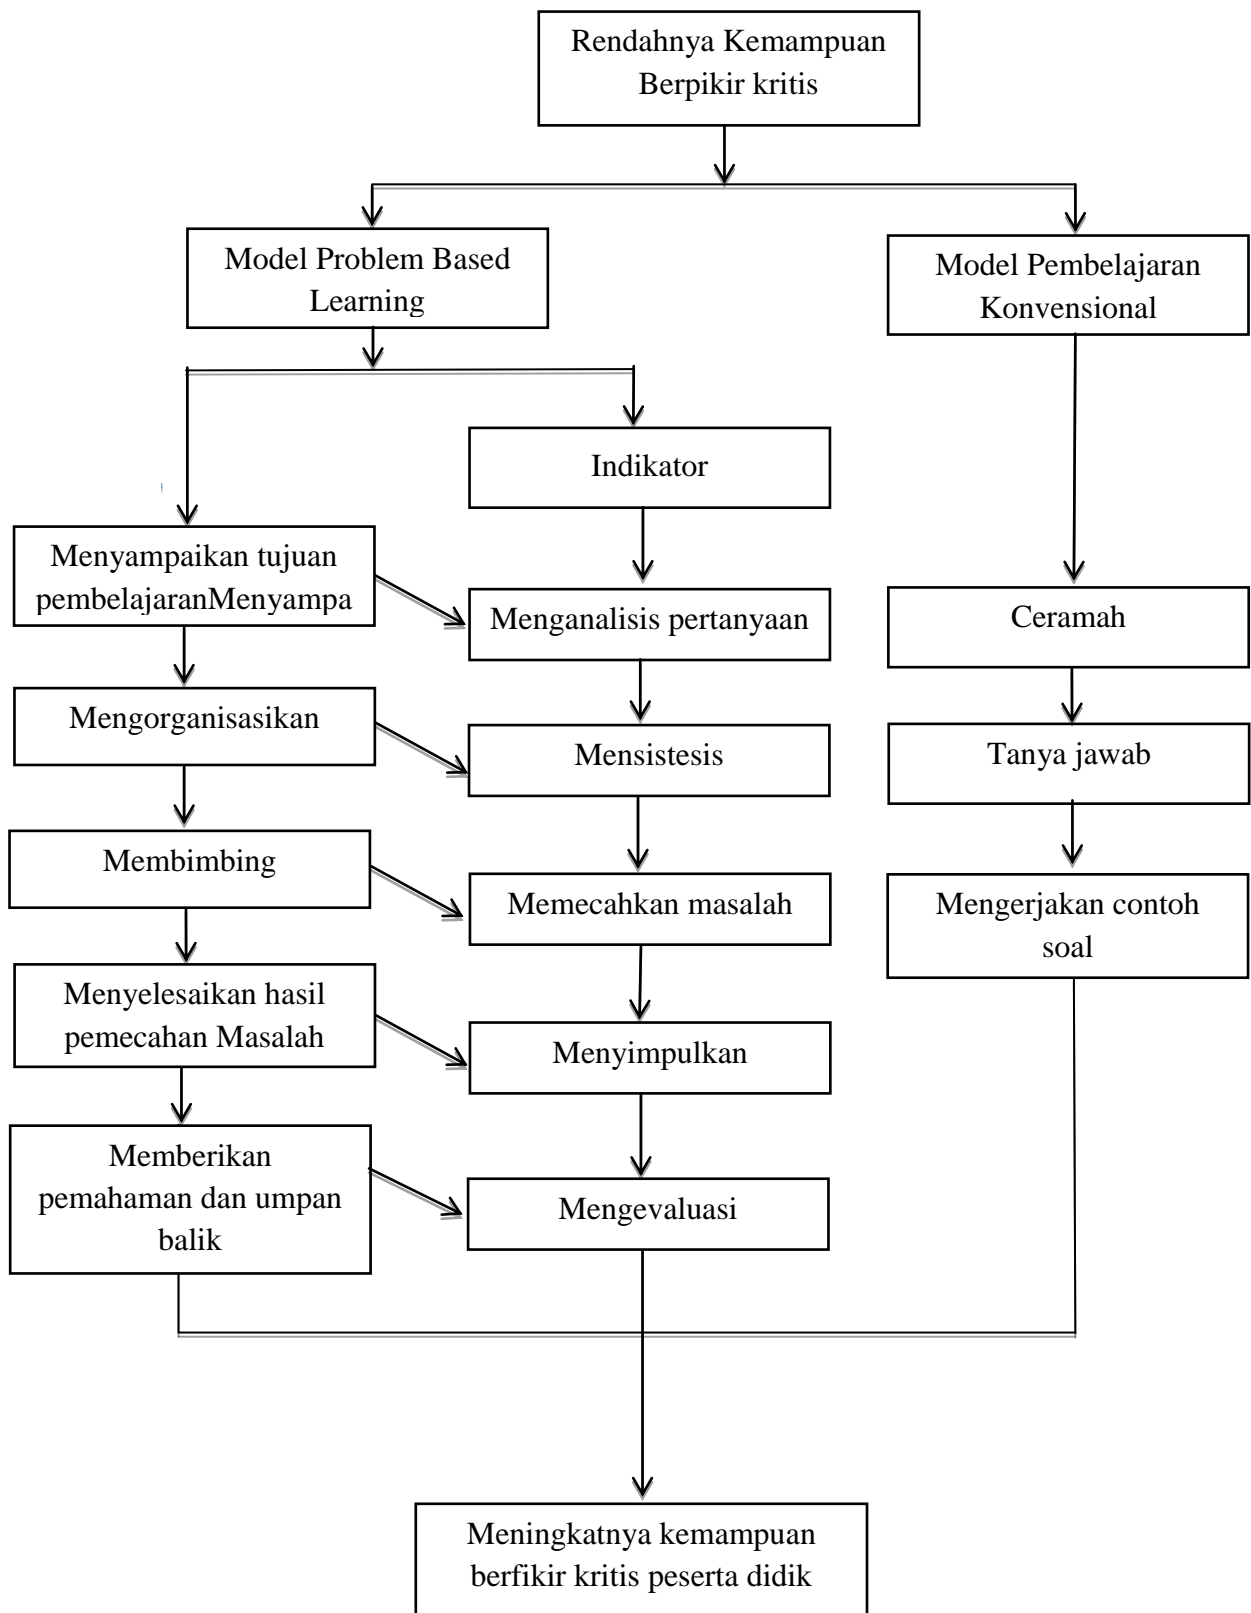 Rendahnya Kemampuan
Berpikir kritis
Model Problem Based
Learning
Model Pembelajaran
Konvensional
Indikator
Menyampaikan tujuan
pembelajaranMenyampa
Menganalisis pertanyaan
Ceramah
Mengorganisasikan
Mensistesis
Tanya jawab
Membimbing
Memecahkan masalah
Mengerjakan contoh
soal
Menyelesaikan hasil
pemecahan Masalah
Menyimpulkan
Memberikan
pemahaman dan umpan
balik
Mengevaluasi
Meningkatnya kemampuan
berfikir kritis peserta didik